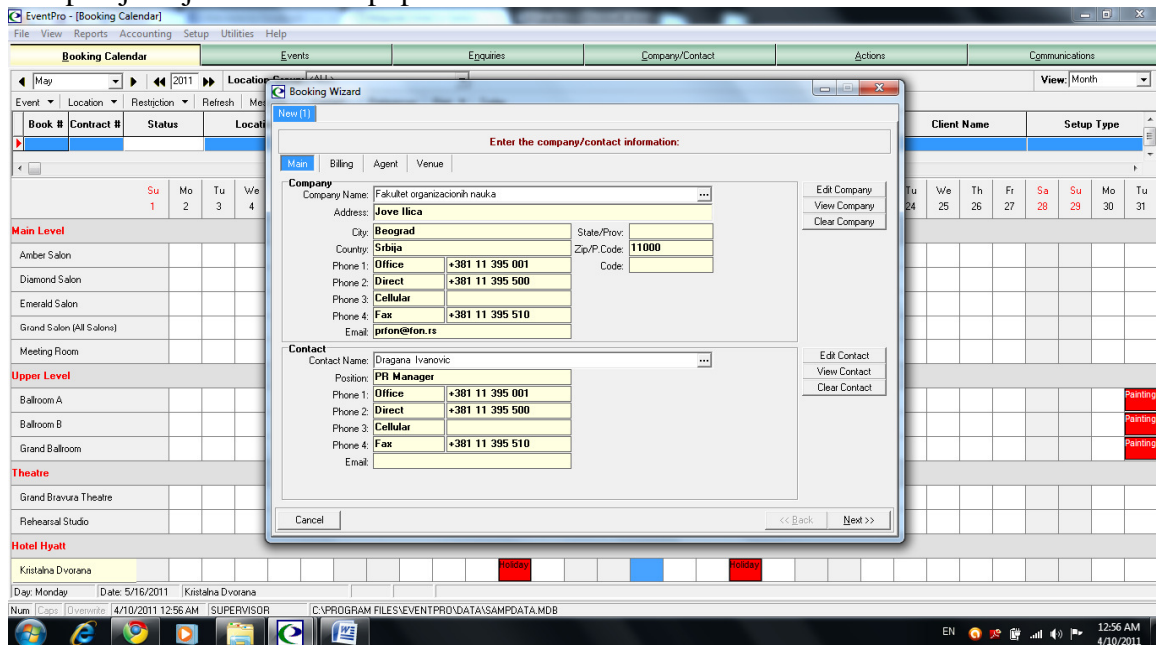 EventPro - [Booking Calendar]
File View Reports Accounting Setup Utilities Help
Booking Calendar Events Enquiries Company/Contact Actions Communications
May 2011 Location View: Month
Event Location Restriction Refresh
Book # Contract # Status Client Name Setup Type
Booking Wizard
New (1)
Enter the company/contact information:
Main Billing Agent Venue
Company
Company Name: Fakultet organizacionih nauka ... Edit Company
Address: Jove Ilica View Company
Clear Company
City: Beograd State/Prov:
Country: Srbija Zip/P.Code: 11000
Phone 1: Office +381 11 395 001 Code:
Phone 2: Direct +381 11 395 500
Phone 3: Cellular
Phone 4: Fax +381 11 395 510
Email: prfon@fon.rs
Contact
Contact Name: Dragana Ivanovic ... Edit Contact
Position: PR Manager View Contact
Phone 1: Office +381 11 395 001 Clear Contact
Phone 2: Direct +381 11 395 500
Phone 3: Cellular
Phone 4: Fax +381 11 395 510
Email:
Cancel << Back Next >>
Su Mo Tu We Tu We Th Fr Sa Su Mo Tu
1 2 3 4 24 25 26 27 28 29 30 31
Main Level
Amber Salon
Diamond Salon
Emerald Salon
Grand Salon (All Salons)
Meeting Room
Upper Level
Ballroom A Painting
Ballroom B Painting
Grand Ballroom Painting
Theatre
Grand Bravura Theatre
Rehearsal Studio
Hotel Hyatt
Kristalna Dvorana Holiday Holiday
Day: Monday Date: 5/16/2011 Kristalna Dvorana
Num Caps Overwrite 4/10/2011 12:56 AM SUPERVISOR C:\PROGRAM FILES\EVENTPRO\DATA\SAMPDATA.MDB
EN 12:56 AM
4/10/2011